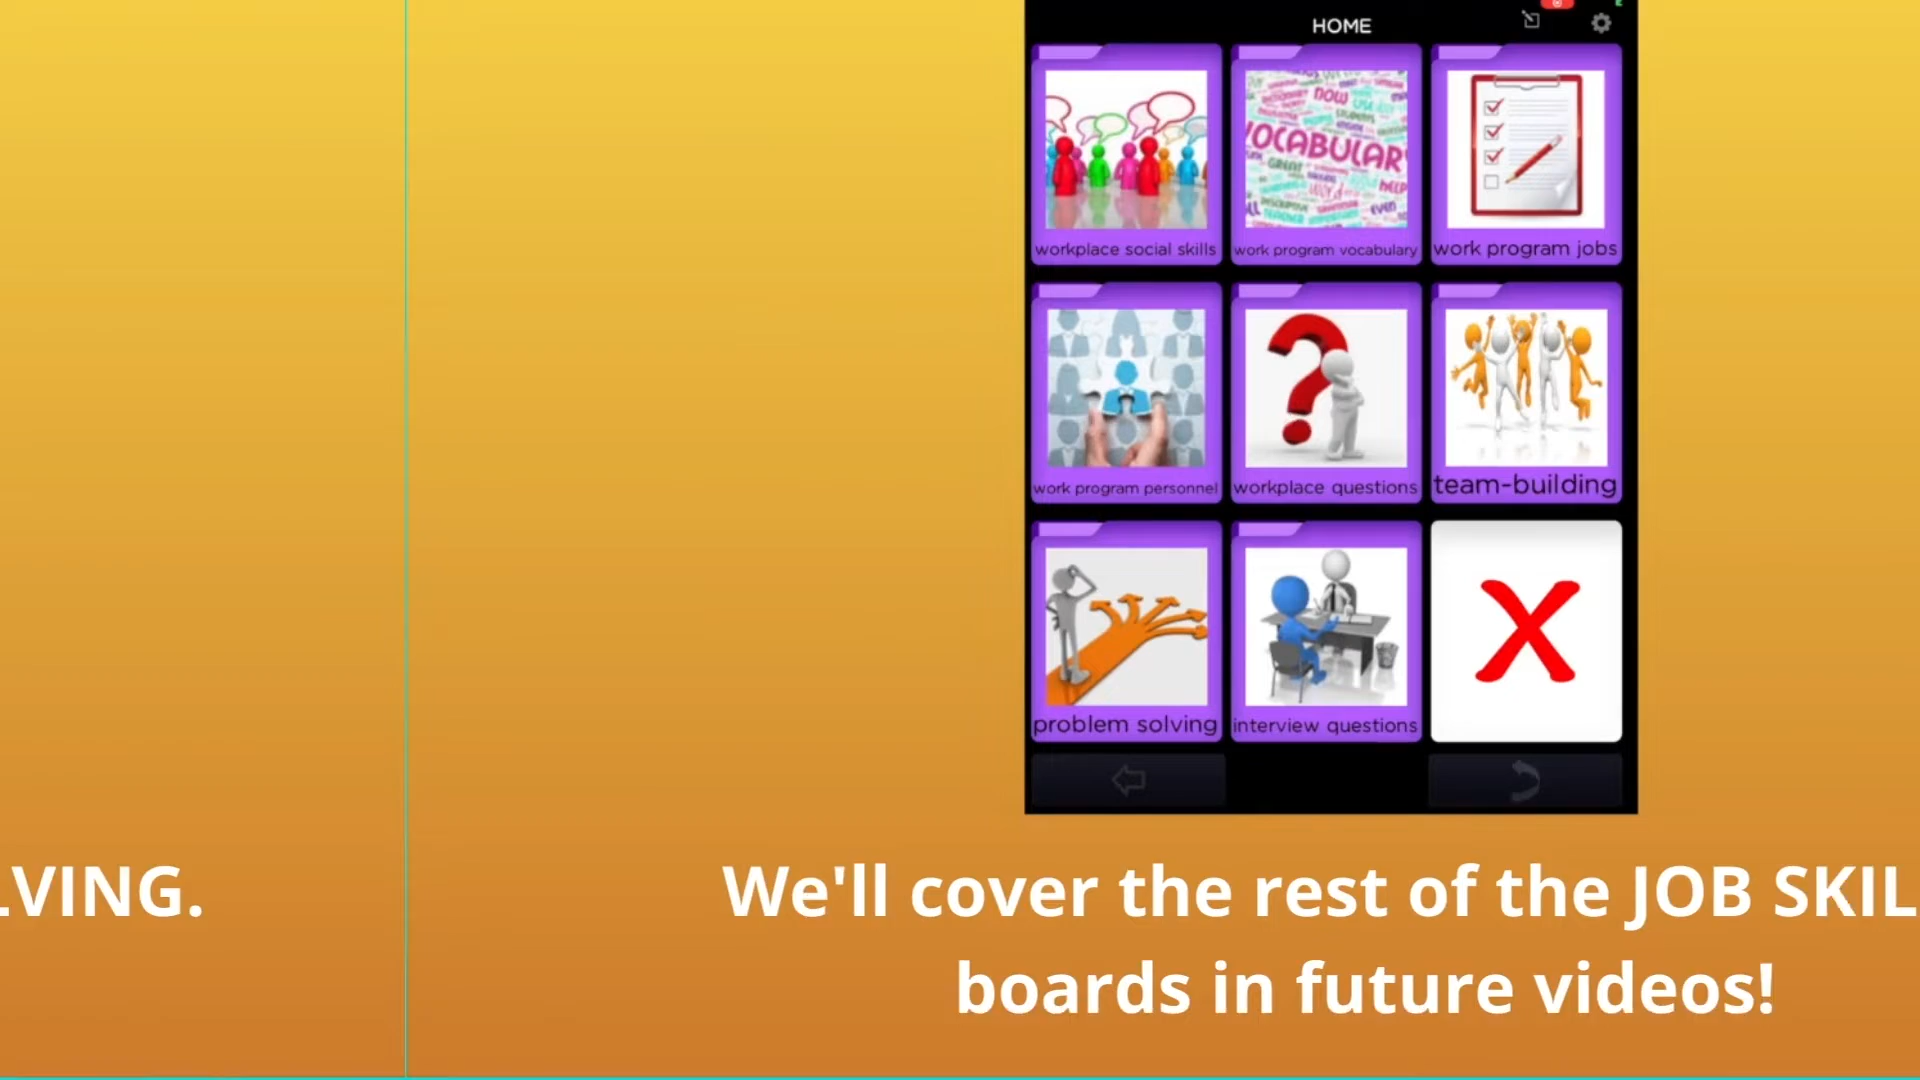 HOME
workplace social skills
work program vocabulary
work program jobs
work program personnel
workplace questions
team-building
problem solving
interview questions
X
LVING.
We'll cover the rest of the JOB SKIL
boards in future videos!